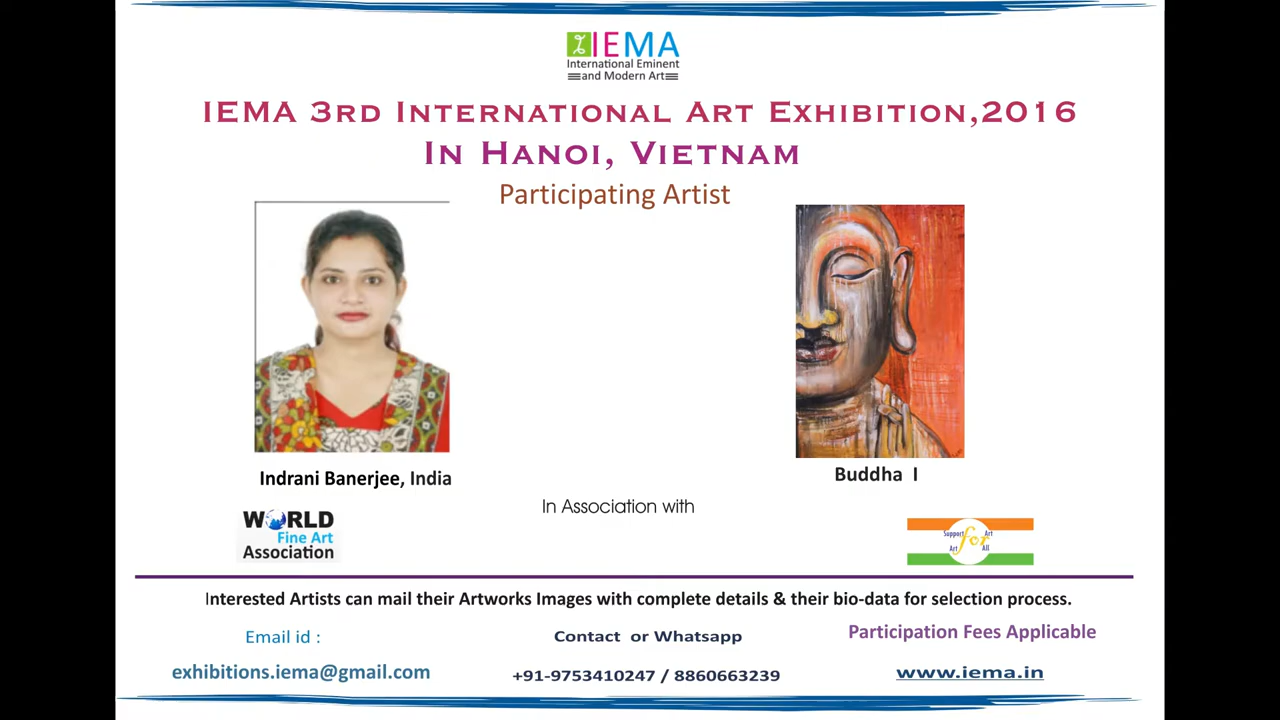 IEMA
International Eminent
and Modern Art
IEMA 3rd International Art Exhibition,2016
In Hanoi, Vietnam
Participating Artist
Indrani Banerjee, India
Buddha I
In Association with
WORLD
Fine Art
Association
Support Art
for
Art All
Interested Artists can mail their Artworks Images with complete details & their bio-data for selection process.
Email id :
Contact or Whatsapp
Participation Fees Applicable
exhibitions.iema@gmail.com
+91-9753410247 / 8860663239
www.iema.in